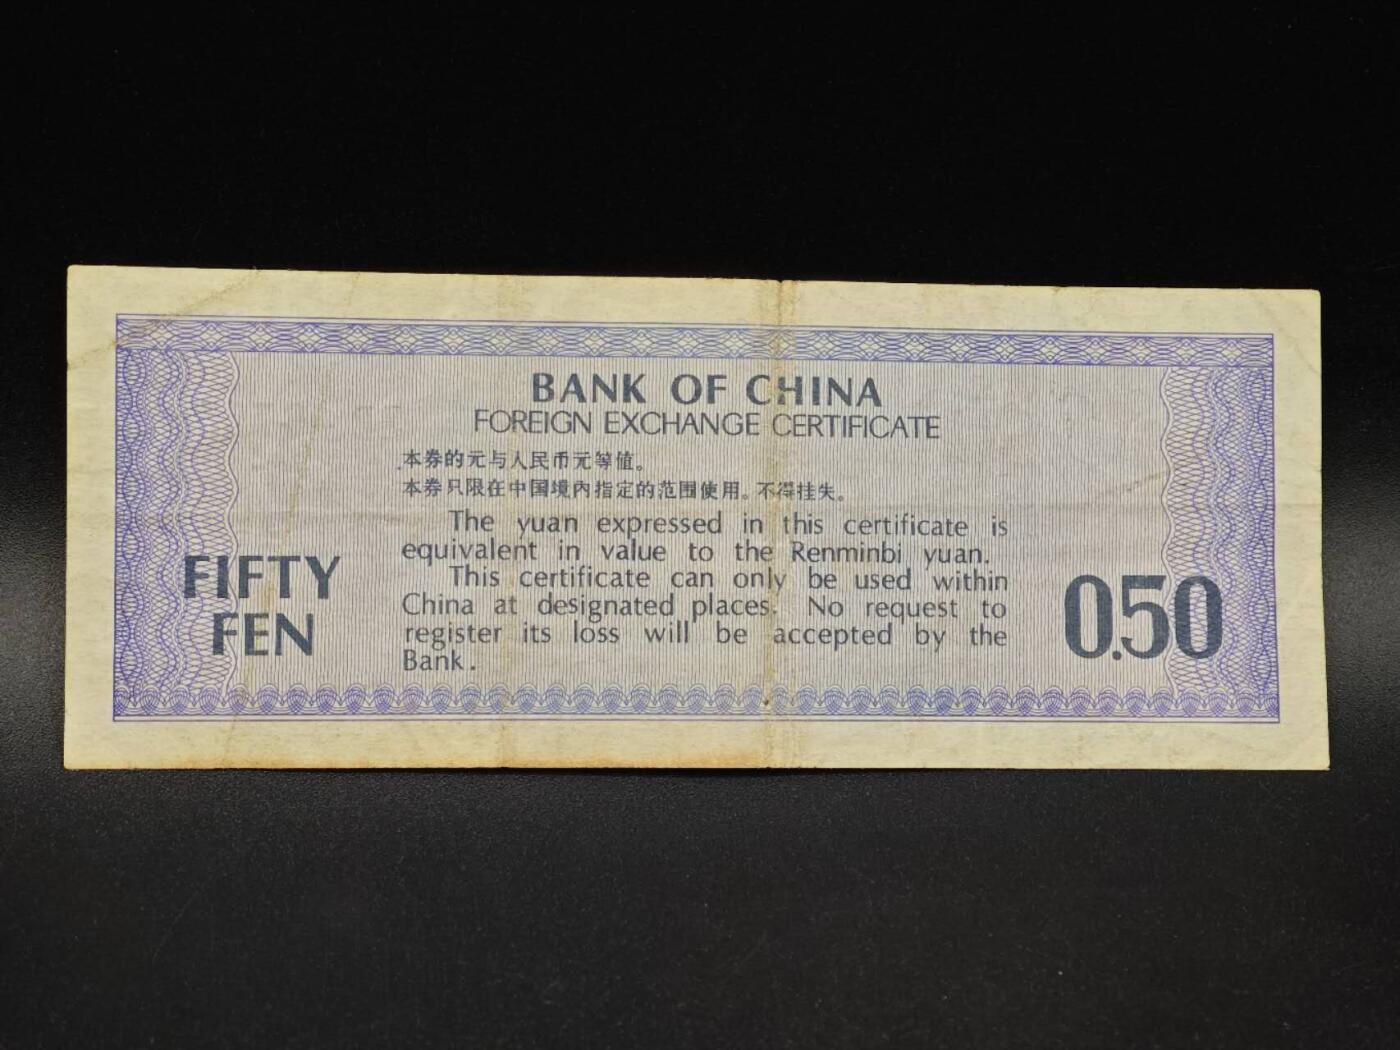 BANK OF CHINA
FOREIGN EXCHANGE CERTIFICATE
本券的元与人民币元等值。
本券只限在中国境内指定的范围使用。不得挂失。
The yuan expressed in this certificate is
equivalent in value to the Renminbi yuan.
This certificate can only be used within
China at designated places. No request to
register its loss will be accepted by the
Bank.
FIFTY
FEN
0.50